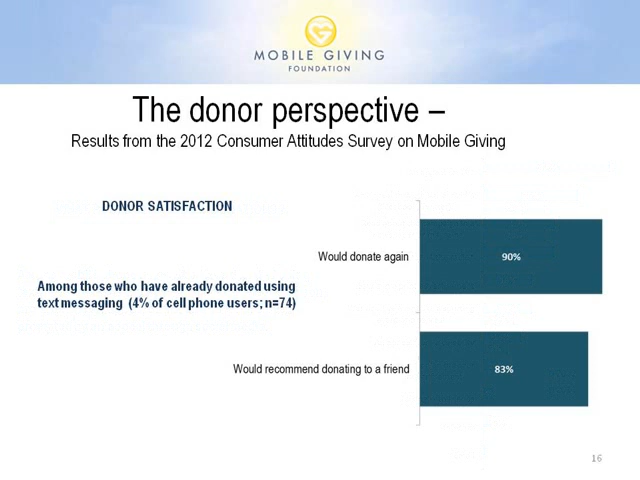 MOBILE GIVING
FOUNDATION
The donor perspective –
Results from the 2012 Consumer Attitudes Survey on Mobile Giving
DONOR SATISFACTION
Among those who have already donated using
text messaging (4% of cell phone users; n=74)
Would donate again
90%
Would recommend donating to a friend
83%
16